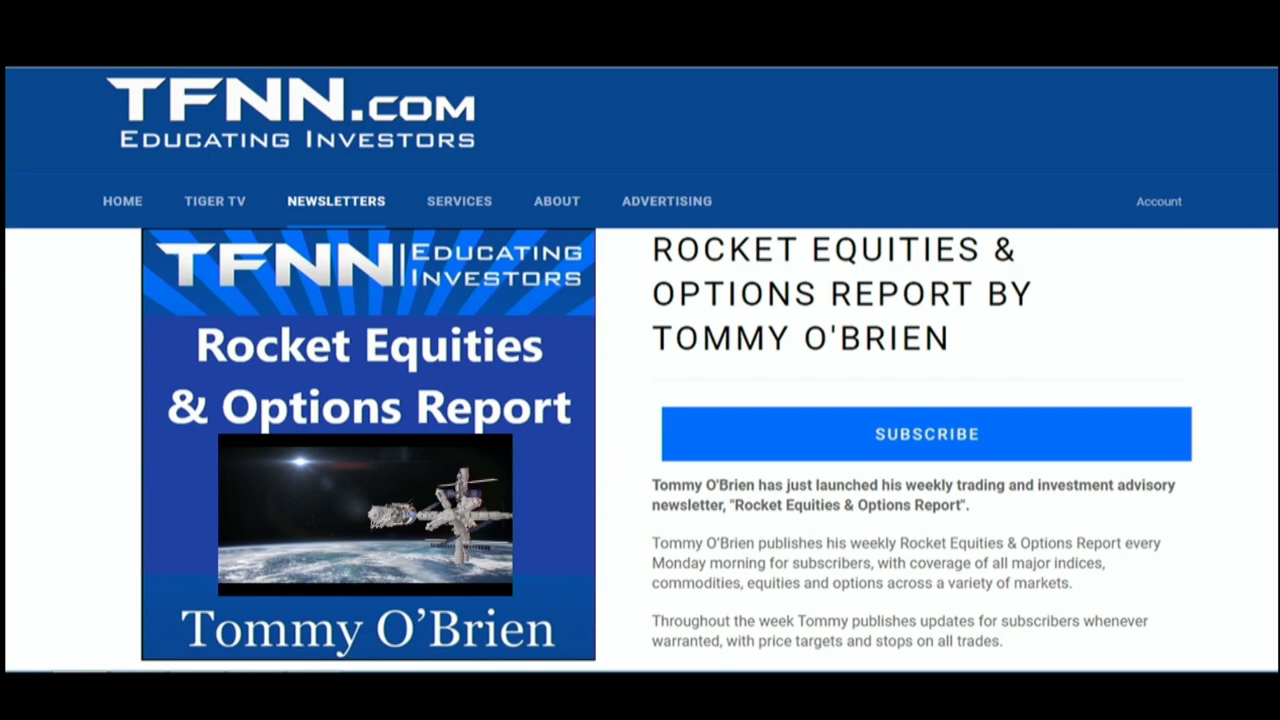 TFNN.COM
EDUCATING INVESTORS
HOME TIGER TV NEWSLETTERS SERVICES ABOUT ADVERTISING Account
TFNN EDUCATING INVESTORS
Rocket Equities
& Options Report
Tommy O’Brien
ROCKET EQUITIES &
OPTIONS REPORT BY
TOMMY O'BRIEN
SUBSCRIBE
Tommy O'Brien has just launched his weekly trading and investment advisory
newsletter, "Rocket Equities & Options Report".
Tommy O’Brien publishes his weekly Rocket Equities & Options Report every
Monday morning for subscribers, with coverage of all major indices,
commodities, equities and options across a variety of markets.
Throughout the week Tommy publishes updates for subscribers whenever
warranted, with price targets and stops on all trades.